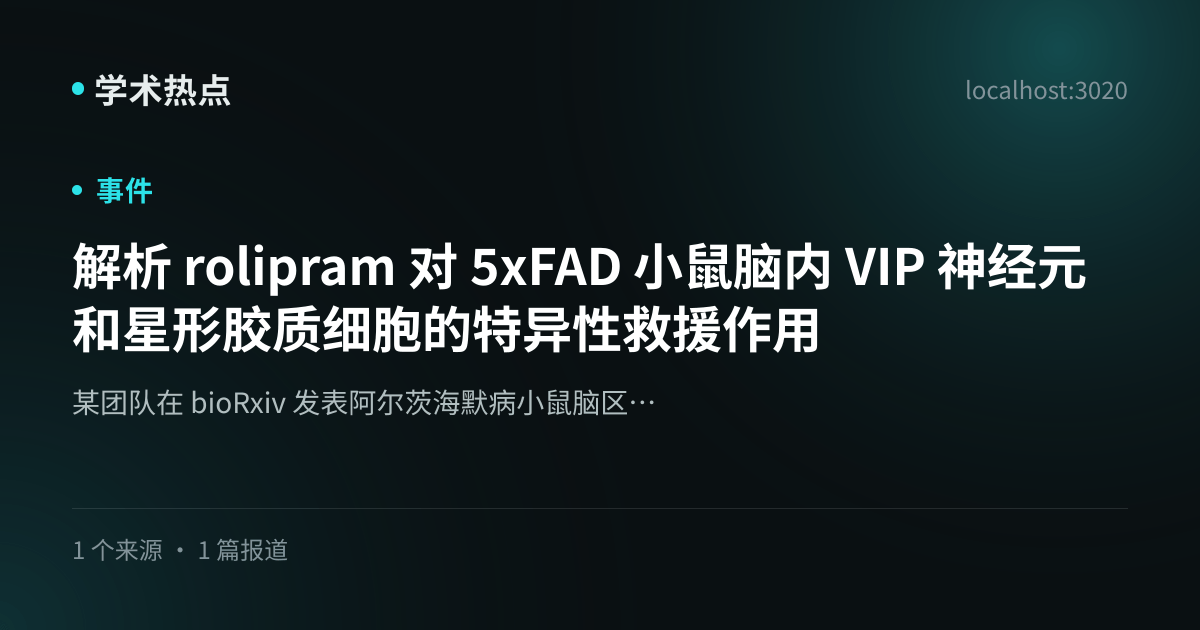 学术热点
localhost:3020
事件
解析 rolipram 对 5xFAD 小鼠脑内 VIP 神经元
和星形胶质细胞的特异性救援作用
某团队在 bioRxiv 发表阿尔茨海默病小鼠脑区…
1 个来源 · 1 篇报道